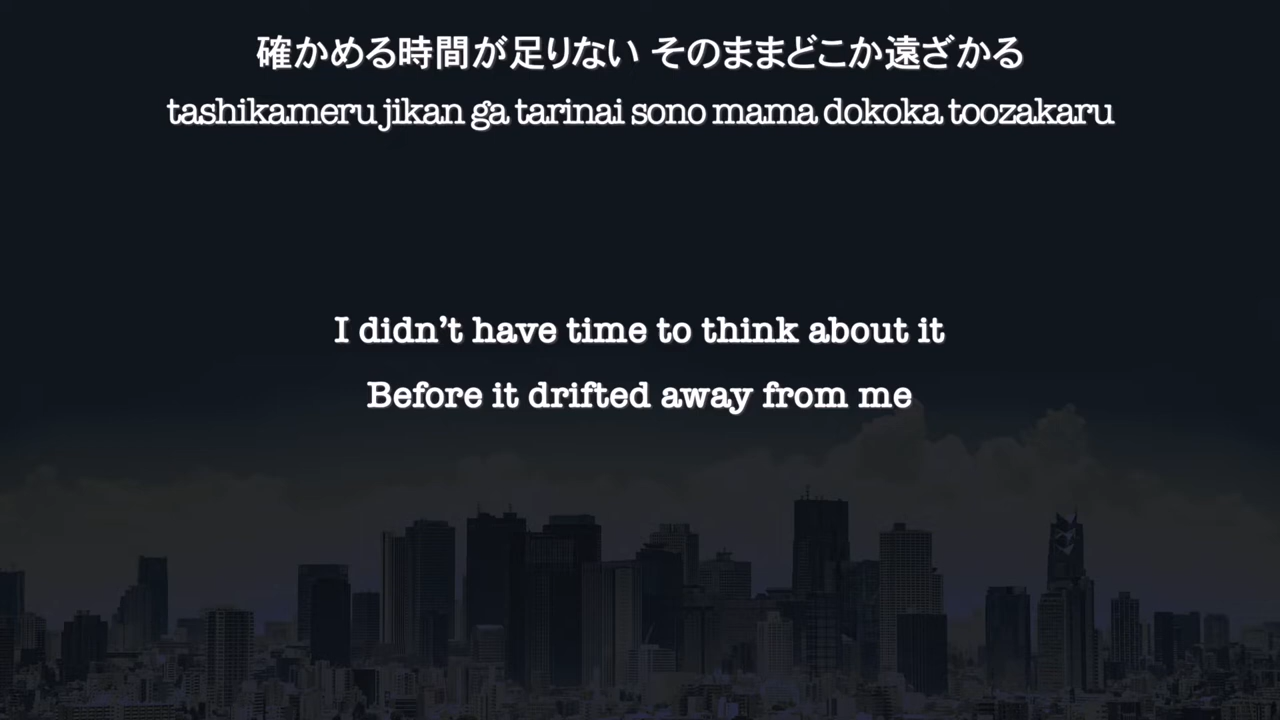 確かめる時間が足りない そのままどこか遠ざかる
tashikameru jikan ga tarinai sono mama dokoka toozakaru
I didn’t have time to think about it
Before it drifted away from me